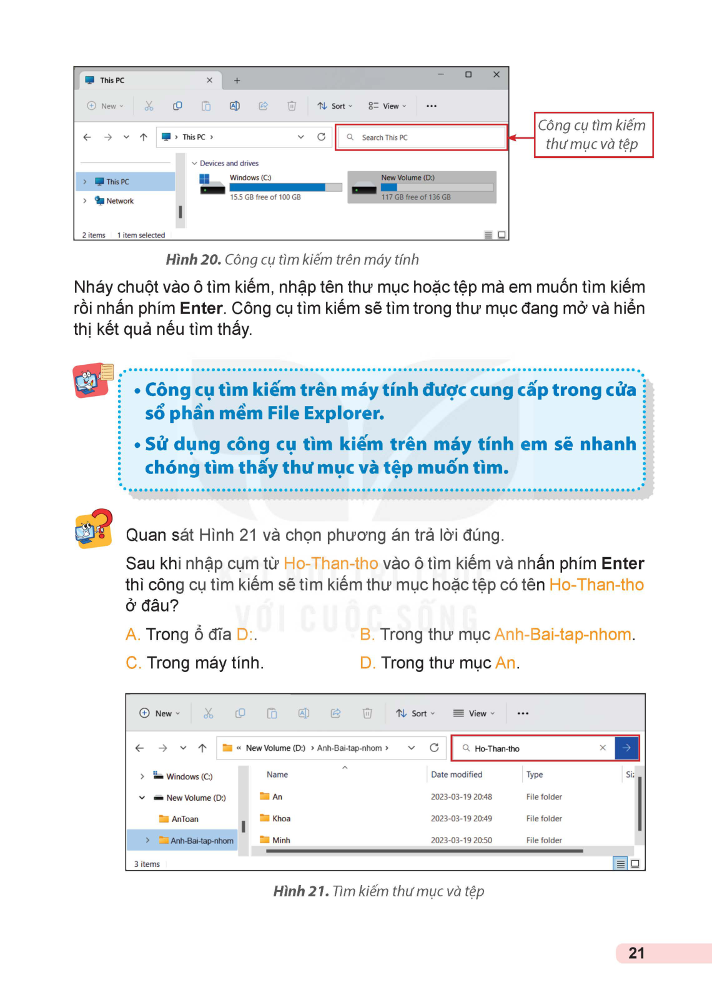 This PC
New
Sort
View
This PC
Search This PC
Công cụ tìm kiếm
thư mục và tệp
Devices and drives
This PC
Network
Windows (C:)
15.5 GB free of 100 GB
New Volume (D:)
117 GB free of 136 GB
2 items 1 item selected
Hình 20. Công cụ tìm kiếm trên máy tính
Nháy chuột vào ô tìm kiếm, nhập tên thư mục hoặc tệp mà em muốn tìm kiếm
rồi nhấn phím Enter. Công cụ tìm kiếm sẽ tìm trong thư mục đang mở và hiển
thị kết quả nếu tìm thấy.
• Công cụ tìm kiếm trên máy tính được cung cấp trong cửa
sổ phần mềm File Explorer.
• Sử dụng công cụ tìm kiếm trên máy tính em sẽ nhanh
chóng tìm thấy thư mục và tệp muốn tìm.
Quan sát Hình 21 và chọn phương án trả lời đúng.
Sau khi nhập cụm từ Ho-Than-tho vào ô tìm kiếm và nhấn phím Enter
thì công cụ tìm kiếm sẽ tìm kiếm thư mục hoặc tệp có tên Ho-Than-tho
ở đâu?
KẾT NỐI TRI THỨC
VỚI CUỘC SỐNG
A. Trong ổ đĩa D:. B. Trong thư mục Anh-Bai-tap-nhom.
C. Trong máy tính. D. Trong thư mục An.
New Sort View
« New Volume (D:) > Anh-Bai-tap-nhom > Ho-Than-tho
Windows (C:)
New Volume (D:)
AnToan
Anh-Bai-tap-nhom
Name Date modified Type Siz
An 2023-03-19 20:48 File folder
Khoa 2023-03-19 20:49 File folder
Minh 2023-03-19 20:50 File folder
3 items
Hình 21. Tìm kiếm thư mục và tệp
21